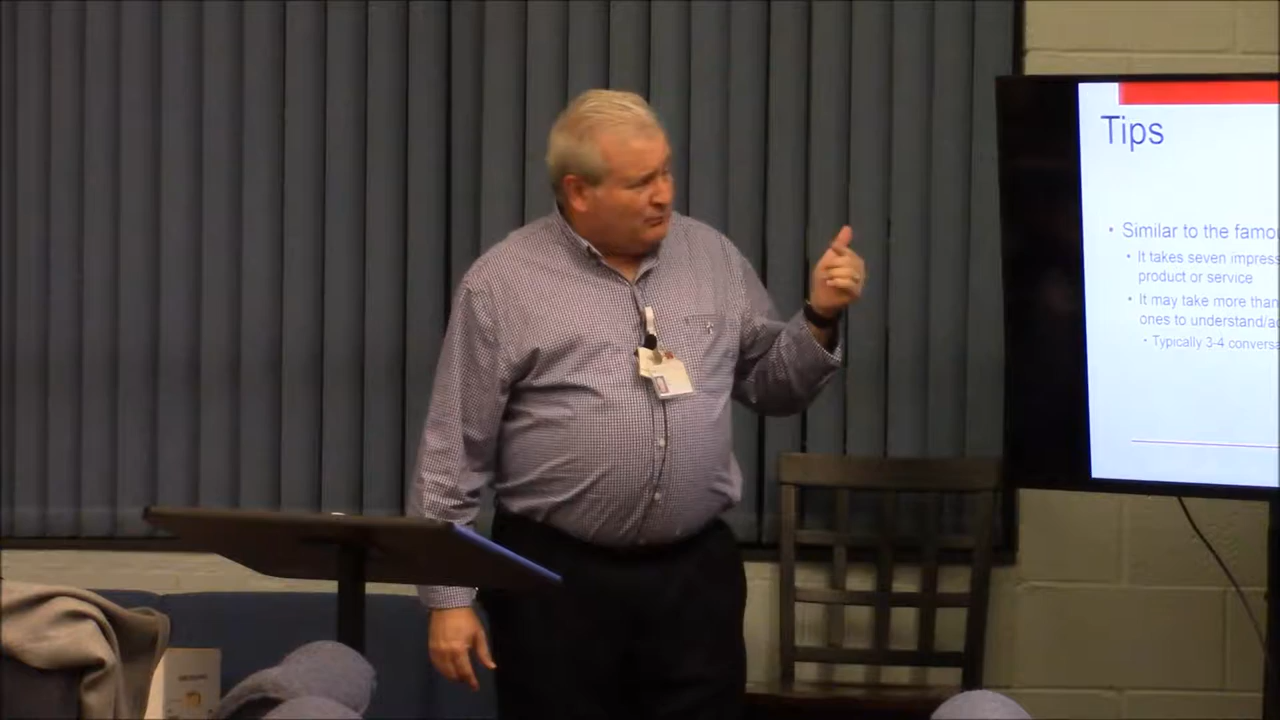 Tips
Similar to the famo
It takes seven impress
product or service
It may take more than
ones to understand/a
Typically 3-4 conversa